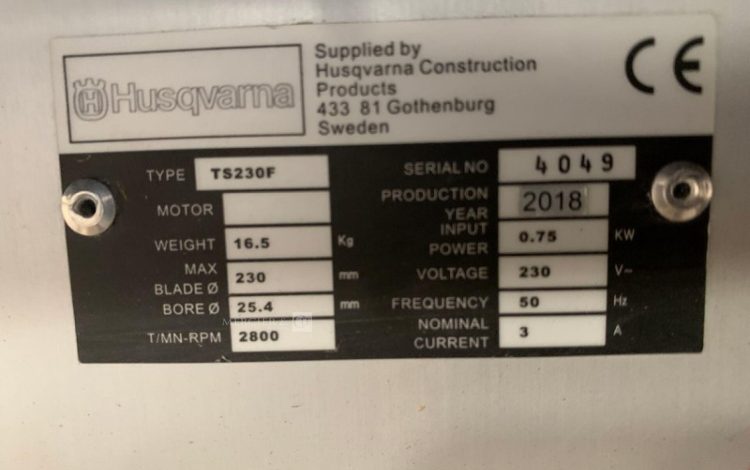 Husqvarna
Supplied by
Husqvarna Construction
Products
433 81 Gothenburg
Sweden
CE
TYPE TS230F
MOTOR
WEIGHT 16.5 Kg
MAX
BLADE Ø 230 mm
BORE Ø 25.4 mm
T/MN-RPM 2800
SERIAL NO 4049
PRODUCTION
YEAR 2018
INPUT
POWER 0.75 KW
VOLTAGE 230 V~
FREQUENCY 50 Hz
NOMINAL
CURRENT 3 A